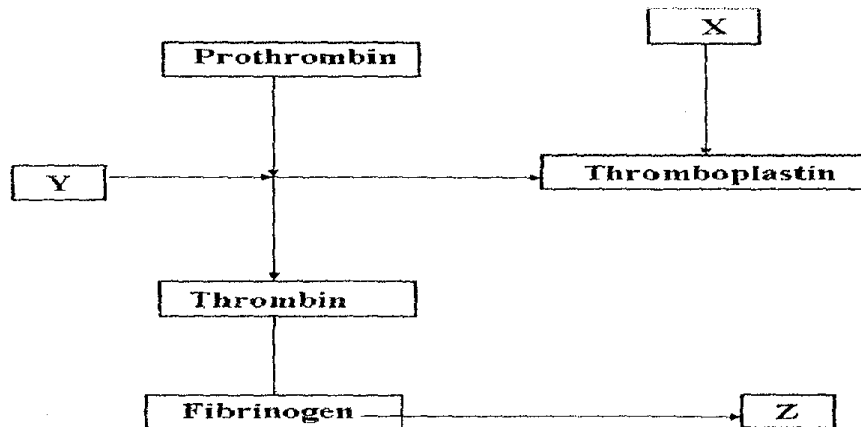 X
Prothrombin
Y
Thromboplastin
Thrombin
Fibrinogen
Z